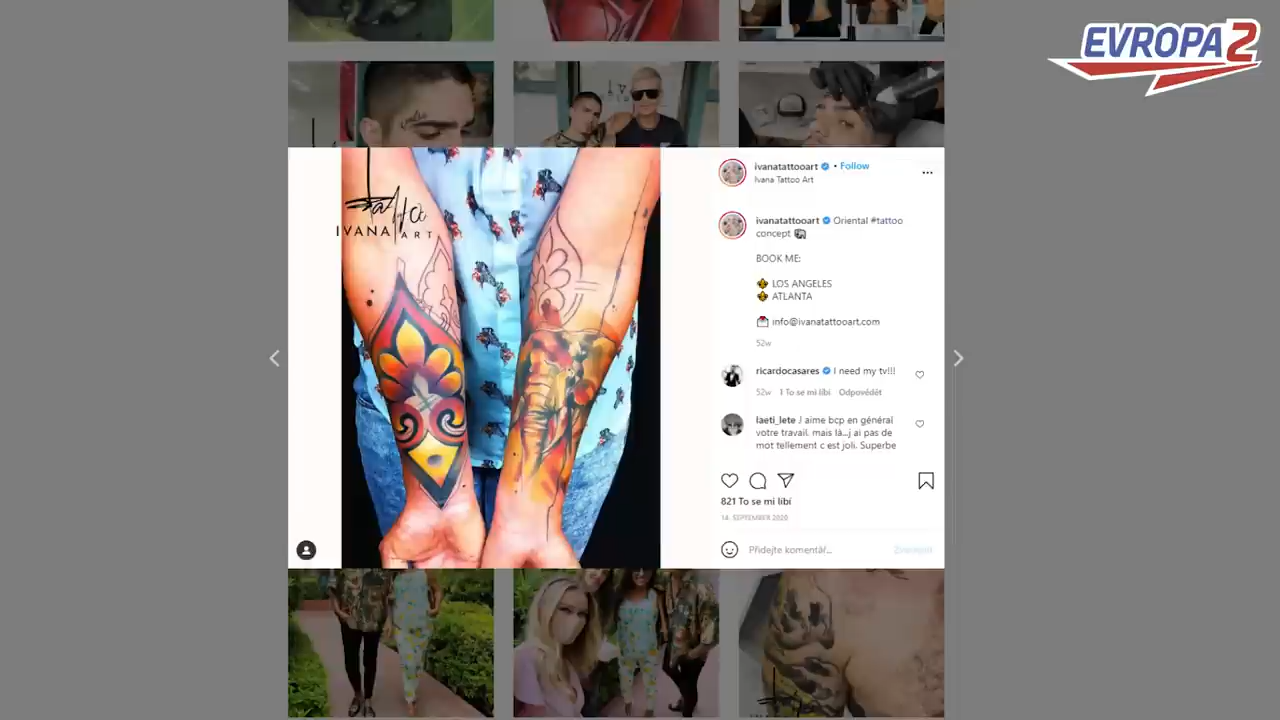 EVROPA2
ivanatattooart • Follow
Ivana Tattoo Art
ivanatattooart Oriental #tattoo
concept
BOOK ME:
LOS ANGELES
ATLANTA
info@ivanatattooart.com
52w
ricardocasares I need my tv!!!
52w 1 To se mi líbí Odpovědět
laeti_lete J aime bcp en général
votre travail. mais là...j ai pas de
mot tellement c est joli. Superbe
821 To se mi líbí
14. SEPTEMBER 2020
Přidejte komentář...
Zveřejnit
Tattoo
IVANA ART